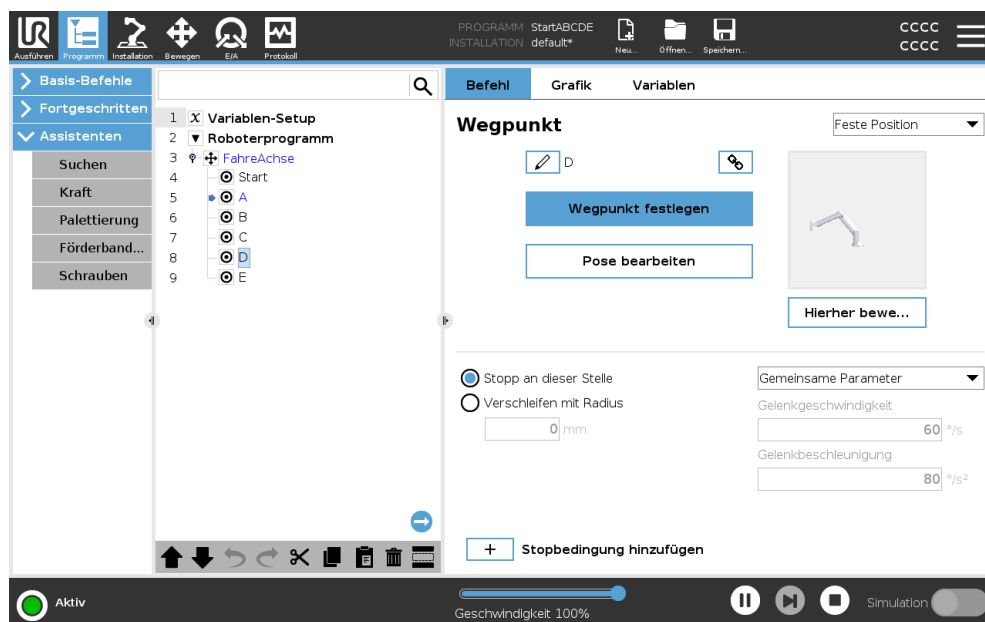 PROGRAMM StartABCDE
INSTALLATION default*
Neu... Öffnen... Speichern...
CCCC
CCCC
Ausführen Programm Installation Bewegen E/A Protokoll
Basis-Befehle
Fortgeschritten
Assistenten
Suchen
Kraft
Palettierung
Förderband...
Schrauben
1 X Variablen-Setup
2 Roboterprogramm
3 FahreAchse
4 Start
5 A
6 B
7 C
8 D
9 E
Befehl Grafik Variablen
Wegpunkt
Feste Position
D
Wegpunkt festlegen
Pose bearbeiten
Hierher bewe...
Stopp an dieser Stelle
Verschleifen mit Radius
0 mm
Gemeinsame Parameter
Gelenkgeschwindigkeit
60 °/s
Gelenkbeschleunigung
80 °/s²
+ Stopbedingung hinzufügen
Aktiv
Geschwindigkeit 100%
Simulation